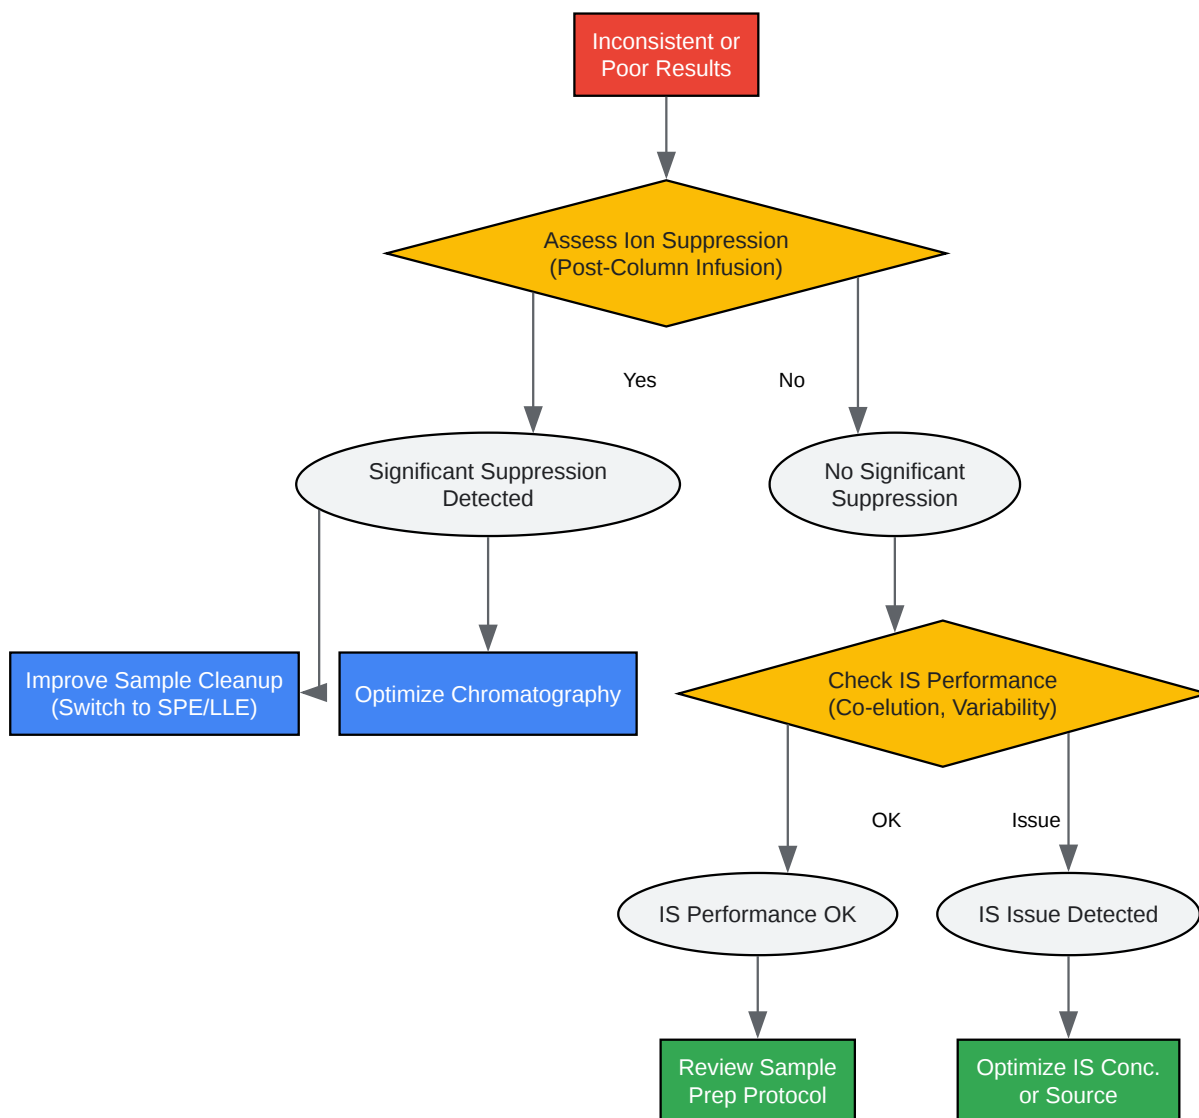 Inconsistent or
Poor Results
Assess Ion Suppression
(Post-Column Infusion)
Yes
No
Significant Suppression
Detected
No Significant
Suppression
Improve Sample Cleanup
(Switch to SPE/LLE)
Optimize Chromatography
Check IS Performance
(Co-elution, Variability)
OK
Issue
IS Performance OK
IS Issue Detected
Review Sample
Prep Protocol
Optimize IS Conc.
or Source